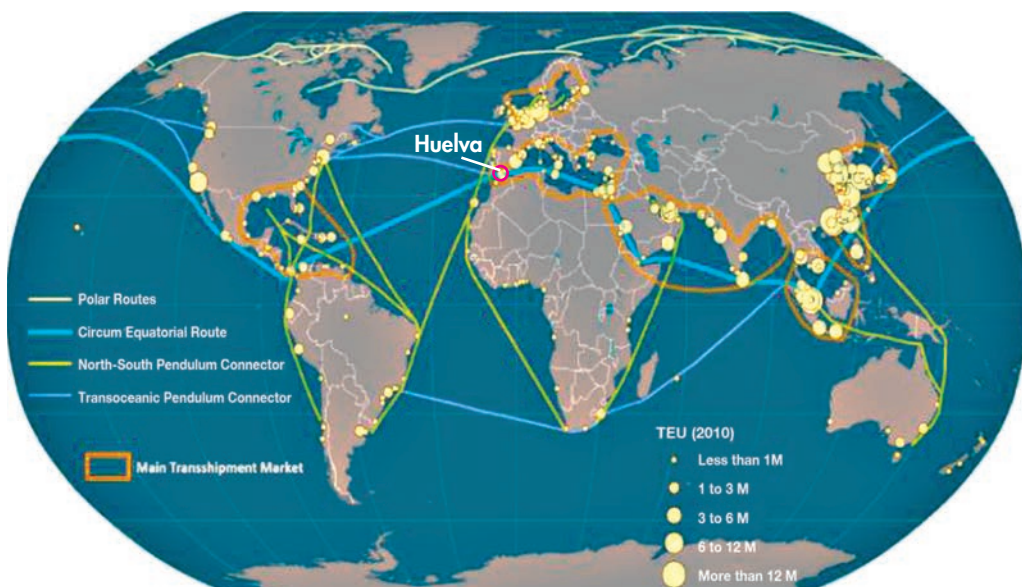 Huelva
Polar Routes
Circum Equatorial Route
North-South Pendulum Connector
Transoceanic Pendulum Connector
Main Transshipment Market
TEU (2010)
Less than 1M
1 to 3 M
3 to 6 M
6 to 12 M
More than 12 M